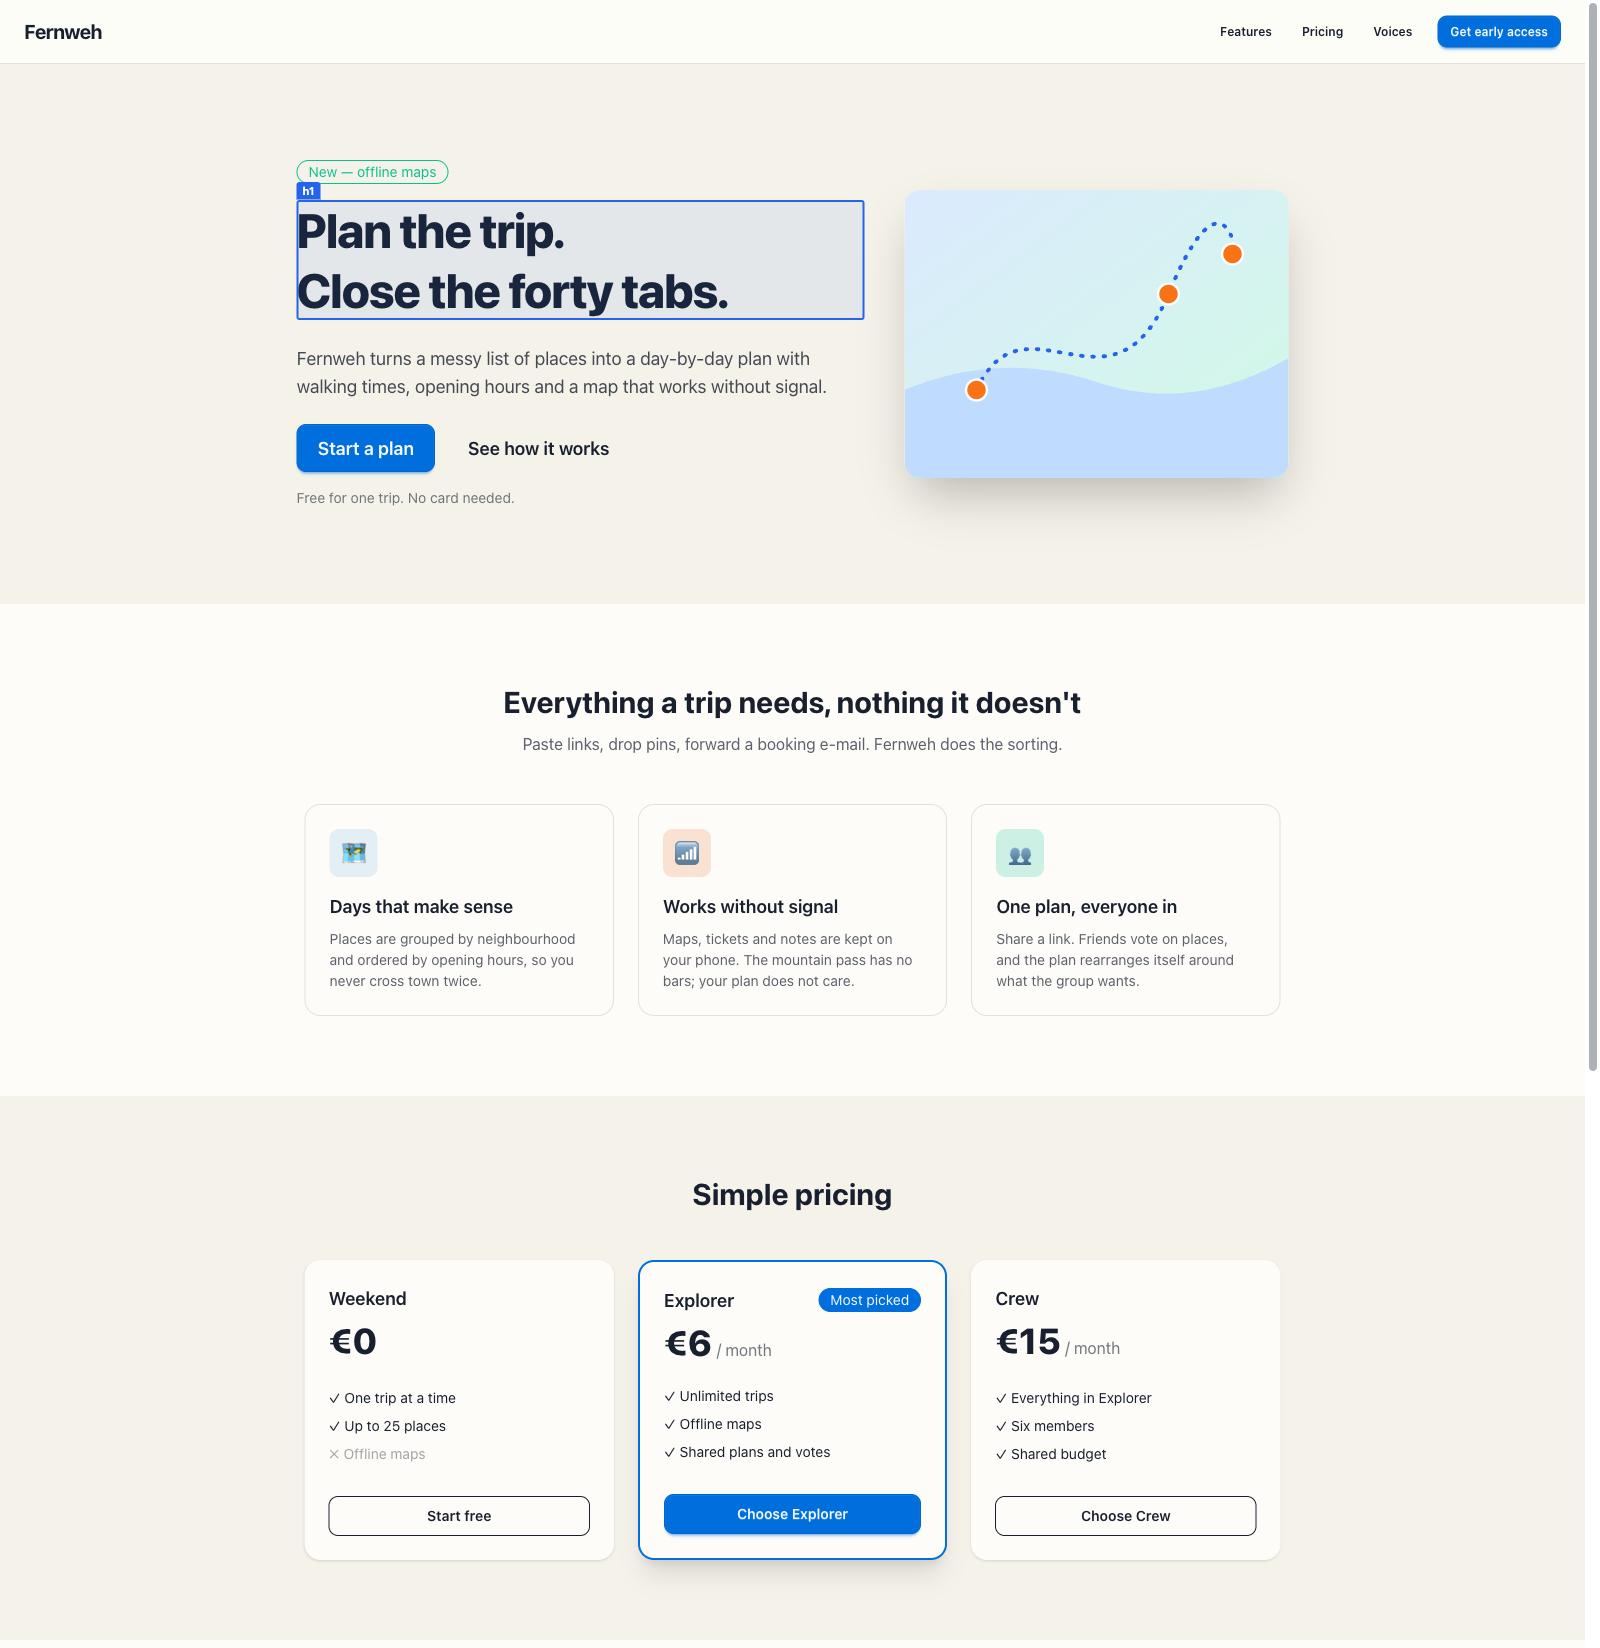 Fernweh
Features
Pricing
Voices
Get early access
New — offline maps
h1
Plan the trip.
Close the forty tabs.
Fernweh turns a messy list of places into a day-by-day plan with
walking times, opening hours and a map that works without signal.
Start a plan
See how it works
Free for one trip. No card needed.
Everything a trip needs, nothing it doesn't
Paste links, drop pins, forward a booking e-mail. Fernweh does the sorting.
Days that make sense
Places are grouped by neighbourhood
and ordered by opening hours, so you
never cross town twice.
Works without signal
Maps, tickets and notes are kept on
your phone. The mountain pass has no
bars; your plan does not care.
One plan, everyone in
Share a link. Friends vote on places,
and the plan rearranges itself around
what the group wants.
Simple pricing
Weekend
€0
✓ One trip at a time
✓ Up to 25 places
✕ Offline maps
Start free
Explorer
Most picked
€6 / month
✓ Unlimited trips
✓ Offline maps
✓ Shared plans and votes
Choose Explorer
Crew
€15 / month
✓ Everything in Explorer
✓ Six members
✓ Shared budget
Choose Crew